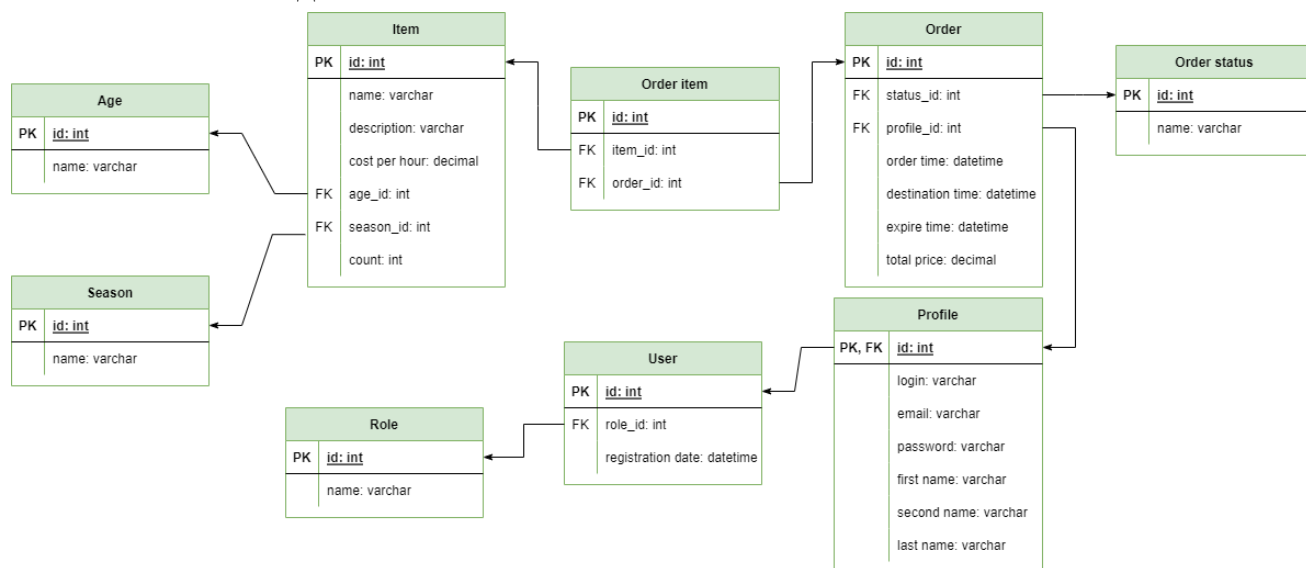 Item
PK id: int
name: varchar
description: varchar
cost per hour: decimal
FK age_id: int
FK season_id: int
count: int
Order
PK id: int
FK status_id: int
FK profile_id: int
order time: datetime
destination time: datetime
expire time: datetime
total price: decimal
Order status
PK id: int
name: varchar
Order item
PK id: int
FK item_id: int
FK order_id: int
Age
PK id: int
name: varchar
Season
PK id: int
name: varchar
Profile
PK, FK id: int
login: varchar
email: varchar
password: varchar
first name: varchar
second name: varchar
last name: varchar
User
PK id: int
FK role_id: int
registration date: datetime
Role
PK id: int
name: varchar